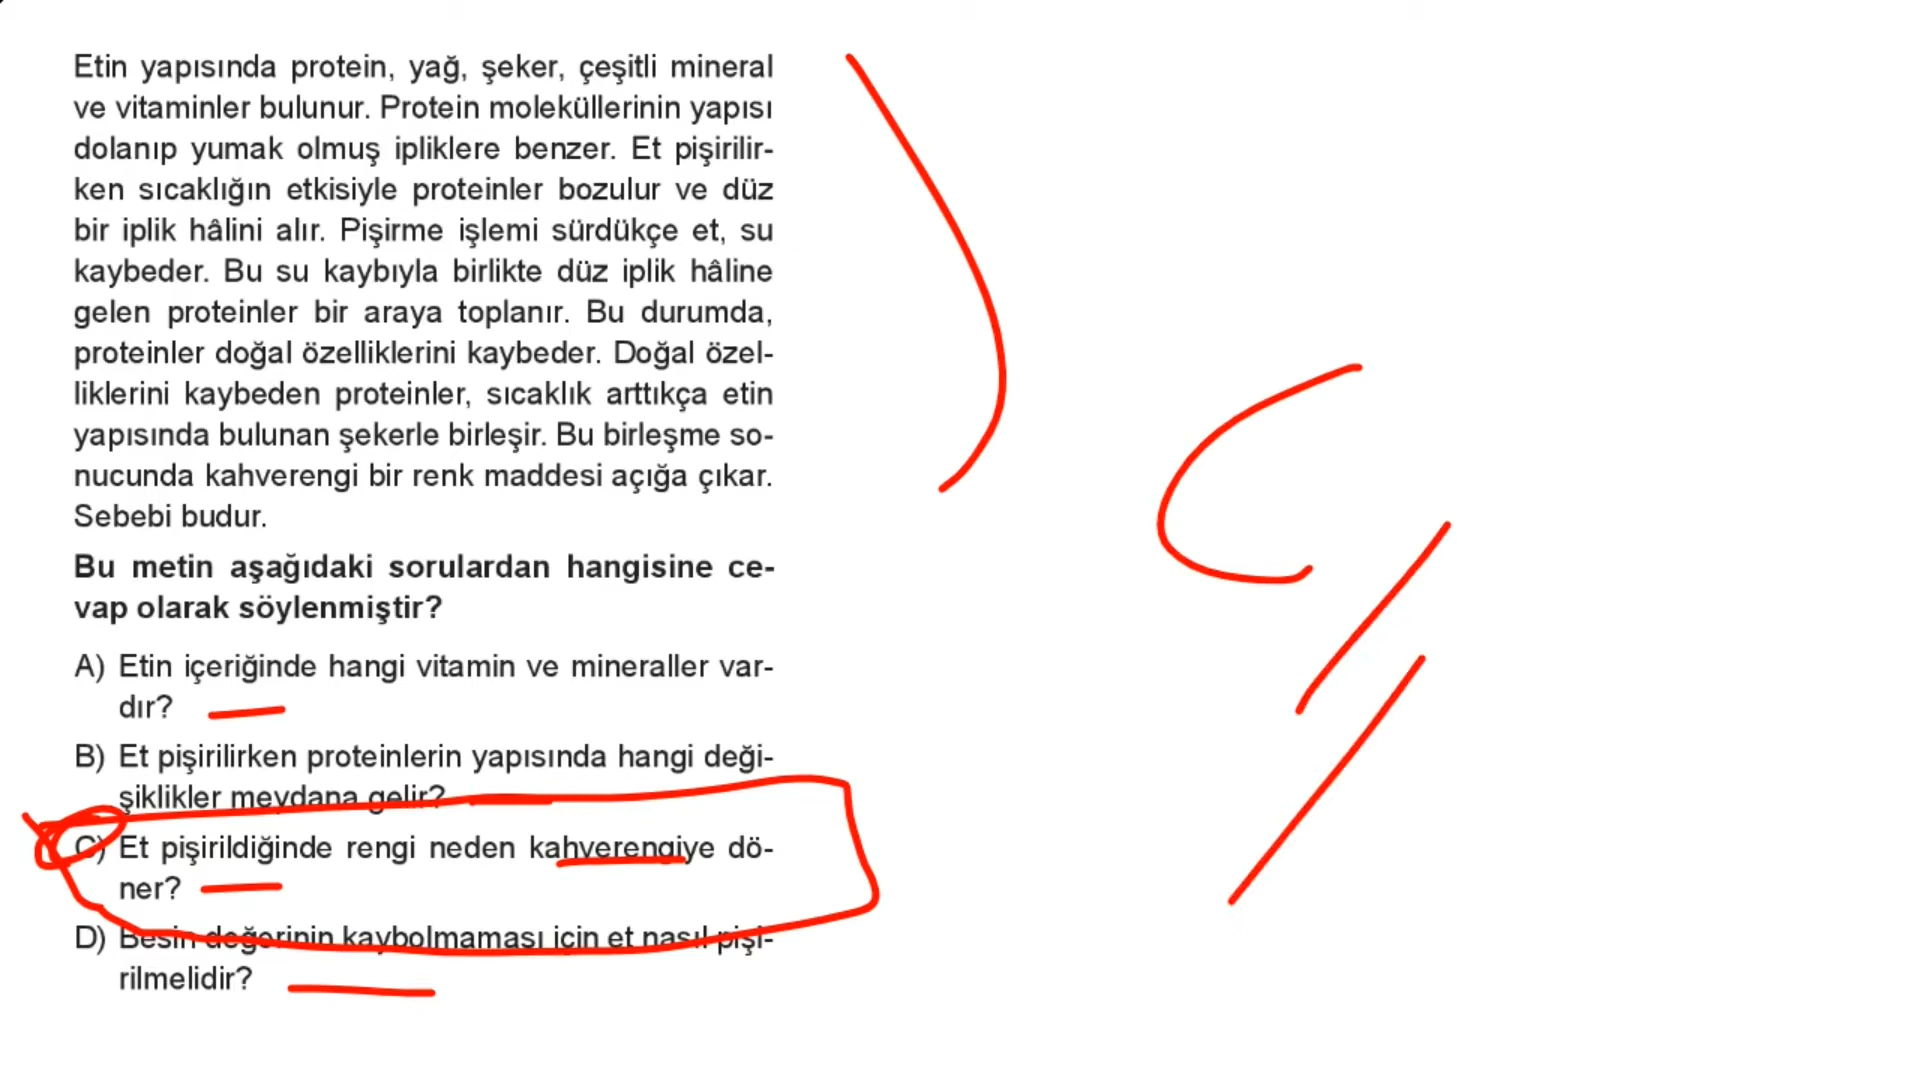 Etin yapısında protein, yağ, şeker, çeşitli mineral
ve vitaminler bulunur. Protein moleküllerinin yapısı
dolanıp yumak olmuş ipliklere benzer. Et pişirilir-
ken sıcaklığın etkisiyle proteinler bozulur ve düz
bir iplik hâlini alır. Pişirme işlemi sürdükçe et, su
kaybeder. Bu su kaybıyla birlikte düz iplik hâline
gelen proteinler bir araya toplanır. Bu durumda,
proteinler doğal özelliklerini kaybeder. Doğal özel-
liklerini kaybeden proteinler, sıcaklık arttıkça etin
yapısında bulunan şekerle birleşir. Bu birleşme so-
nucunda kahverengi bir renk maddesi açığa çıkar.
Sebebi budur.
Bu metin aşağıdaki sorulardan hangisine ce-
vap olarak söylenmiştir?
A) Etin içeriğinde hangi vitamin ve mineraller var-
dır?
B) Et pişirilirken proteinlerin yapısında hangi deği-
şiklikler meydana gelir?
C) Et pişirildiğinde rengi neden kahverengiye dö-
ner?
D) Besin değerinin kaybolmaması için et nasıl pişi-
rilmelidir?